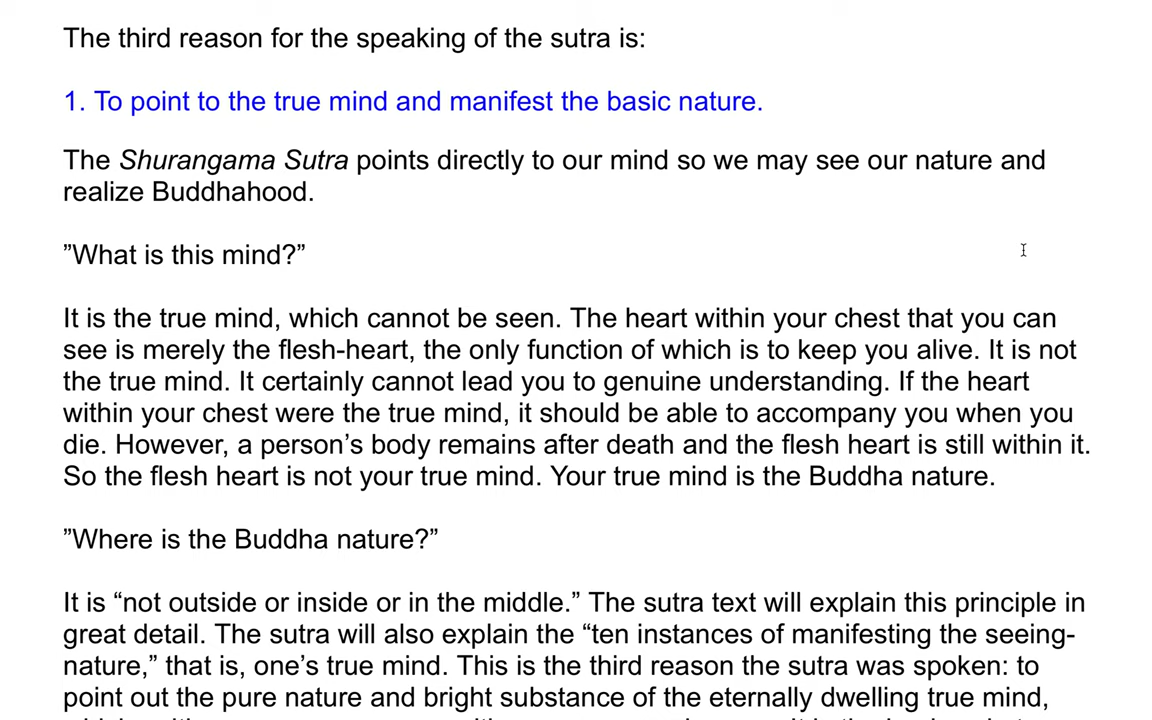 The third reason for the speaking of the sutra is:
1. To point to the true mind and manifest the basic nature.
The Shurangama Sutra points directly to our mind so we may see our nature and
realize Buddhahood.
”What is this mind?”
It is the true mind, which cannot be seen. The heart within your chest that you can
see is merely the flesh-heart, the only function of which is to keep you alive. It is not
the true mind. It certainly cannot lead you to genuine understanding. If the heart
within your chest were the true mind, it should be able to accompany you when you
die. However, a person’s body remains after death and the flesh heart is still within it.
So the flesh heart is not your true mind. Your true mind is the Buddha nature.
”Where is the Buddha nature?”
It is “not outside or inside or in the middle.” The sutra text will explain this principle in
great detail. The sutra will also explain the “ten instances of manifesting the seeing-
nature,” that is, one’s true mind. This is the third reason the sutra was spoken: to
point out the pure nature and bright substance of the eternally dwelling true mind,